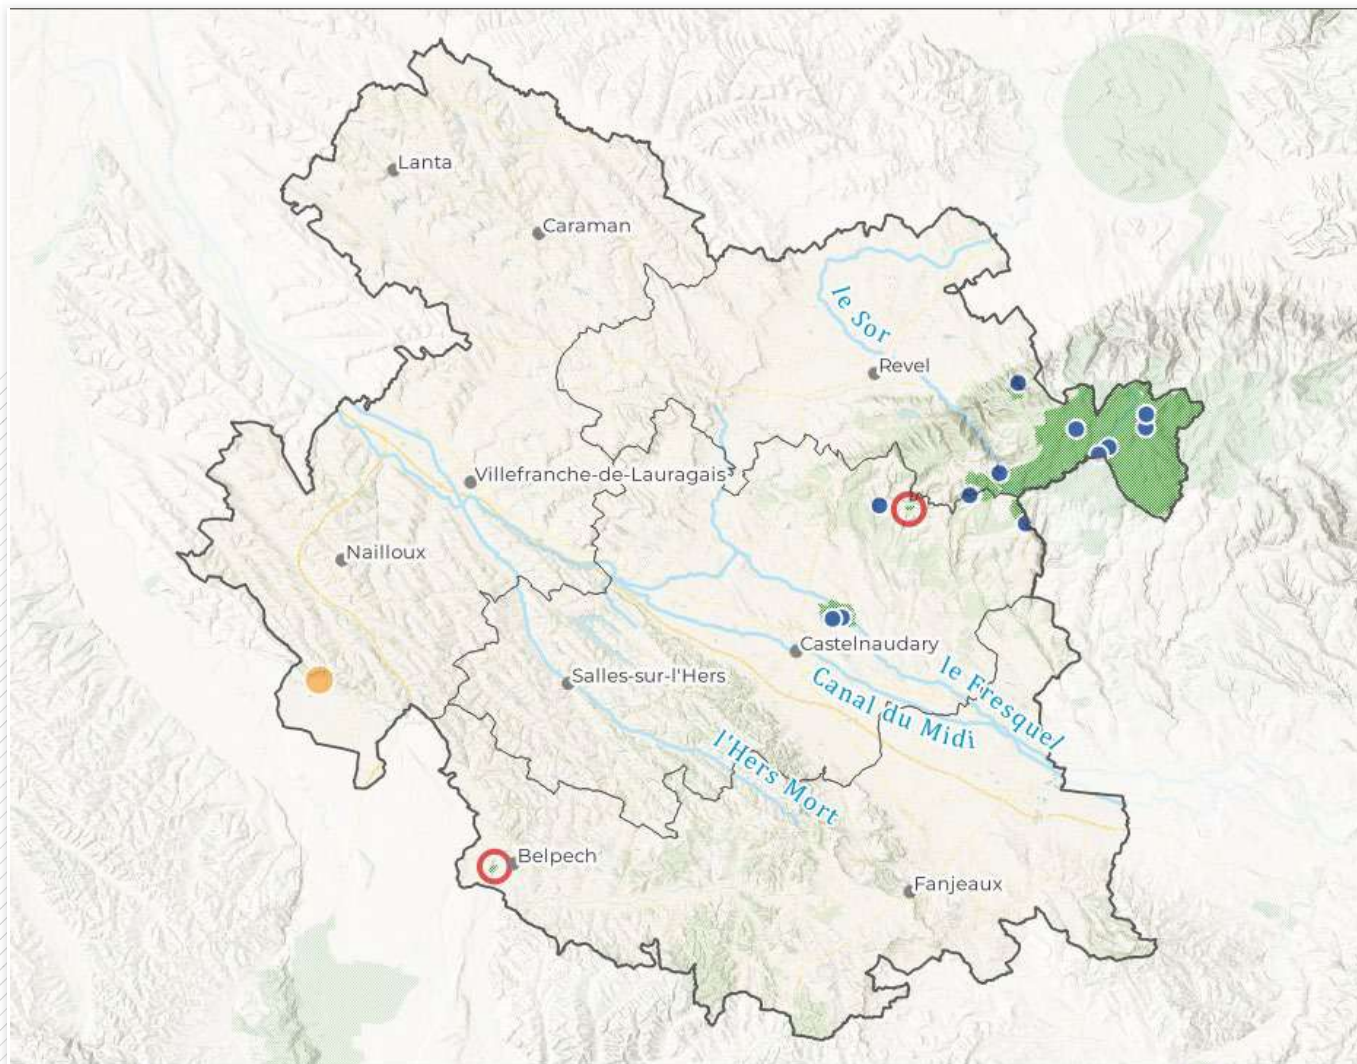 Lanta
Caraman
le Sor
Revel
Villefranche-de-Lauragais
Nailloux
Castelnaudary
le Fresquel
Salles-sur-l'Hers
Canal du Midi
l'Hers Mort
Belpech
Fanjeaux